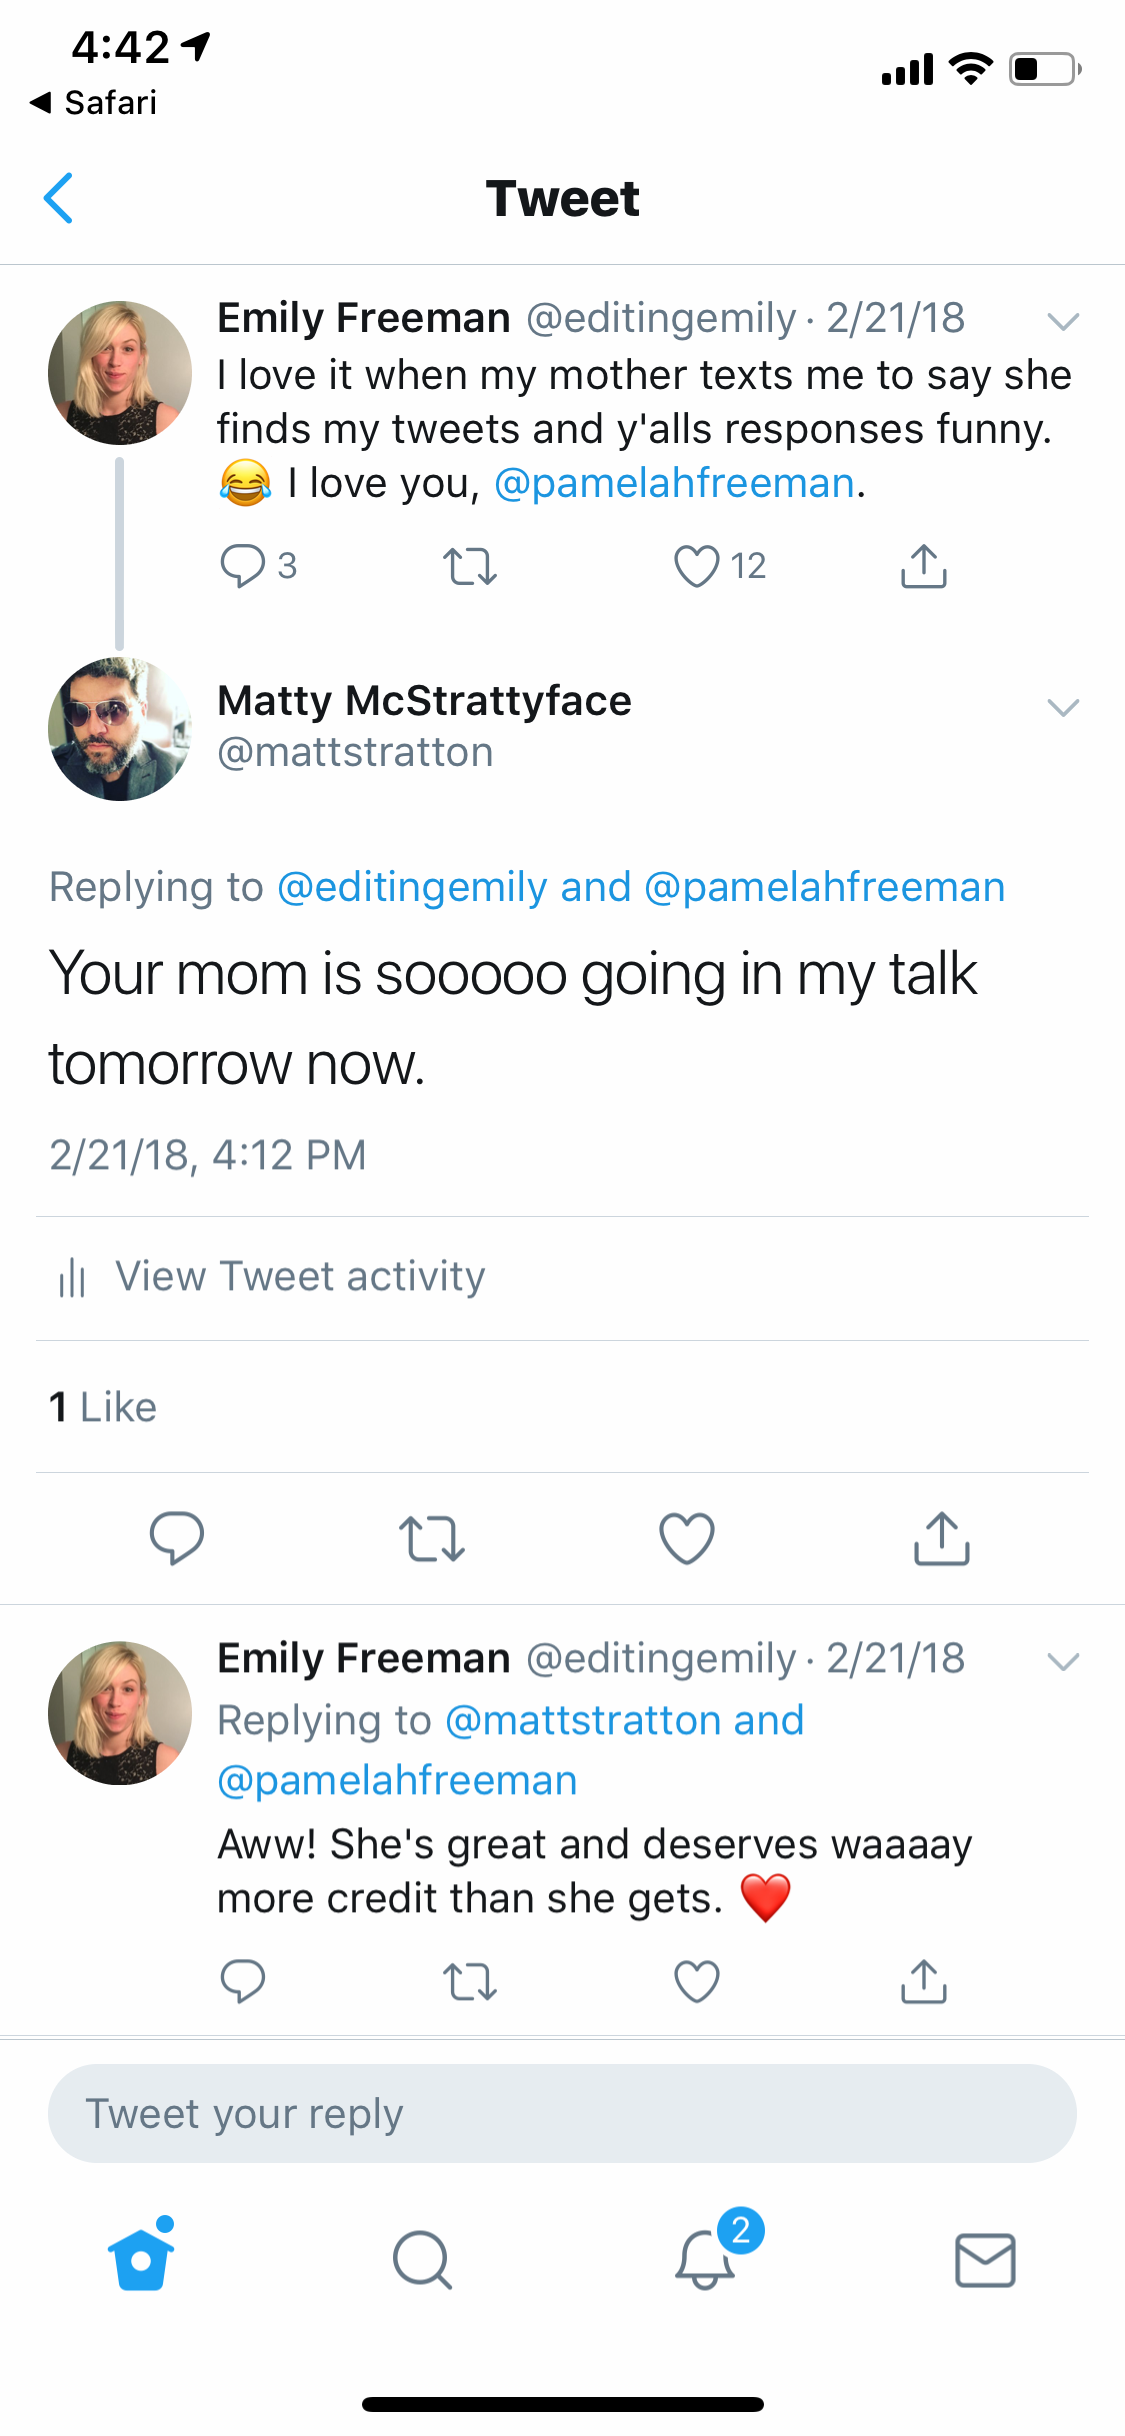 4:42
Safari
Tweet
Emily Freeman @editingemily · 2/21/18
I love it when my mother texts me to say she
finds my tweets and y'alls responses funny.
😂 I love you, @pamelahfreeman.
3 12
Matty McStrattyface
@mattstratton
Replying to @editingemily and @pamelahfreeman
Your mom is sooooo going in my talk
tomorrow now.
2/21/18, 4:12 PM
View Tweet activity
1 Like
Emily Freeman @editingemily · 2/21/18
Replying to @mattstratton and
@pamelahfreeman
Aww! She's great and deserves waaaay
more credit than she gets. ❤️
Tweet your reply
2